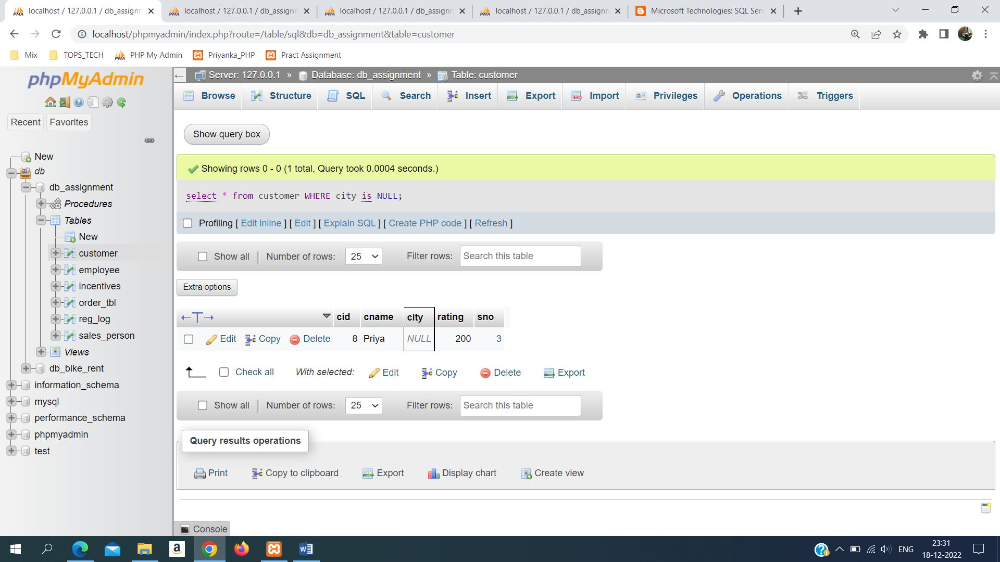 localhost / 127.0.0.1 / db_assignm
localhost / 127.0.0.1 / db_assignm
localhost / 127.0.0.1 / db_assignm
localhost / 127.0.0.1 / db_assignm
Microsoft Technologies: SQL Serv
localhost/phpmyadmin/index.php?route=/table/sql&db=db_assignment&table=customer
Mix TOPS_TECH PHP My Admin Priyanka_PHP Pract Assignment
phpMyAdmin
Recent Favorites
New
db
db_assignment
Procedures
Tables
New
customer
employee
incentives
order_tbl
reg_log
sales_person
Views
db_bike_rent
information_schema
mysql
performance_schema
phpmyadmin
test
Server: 127.0.0.1 » Database: db_assignment » Table: customer
Browse Structure SQL Search Insert Export Import Privileges Operations Triggers
Show query box
Showing rows 0 - 0 (1 total, Query took 0.0004 seconds.)
select * from customer WHERE city is NULL;
Profiling [ Edit inline ] [ Edit ] [ Explain SQL ] [ Create PHP code ] [ Refresh ]
Show all Number of rows: 25 Filter rows: Search this table
Extra options
←T→ cid cname city rating sno
Edit Copy Delete 8 Priya NULL 200 3
Check all With selected: Edit Copy Delete Export
Show all Number of rows: 25 Filter rows: Search this table
Query results operations
Print Copy to clipboard Export Display chart Create view
Console
ENG
23:31
18-12-2022